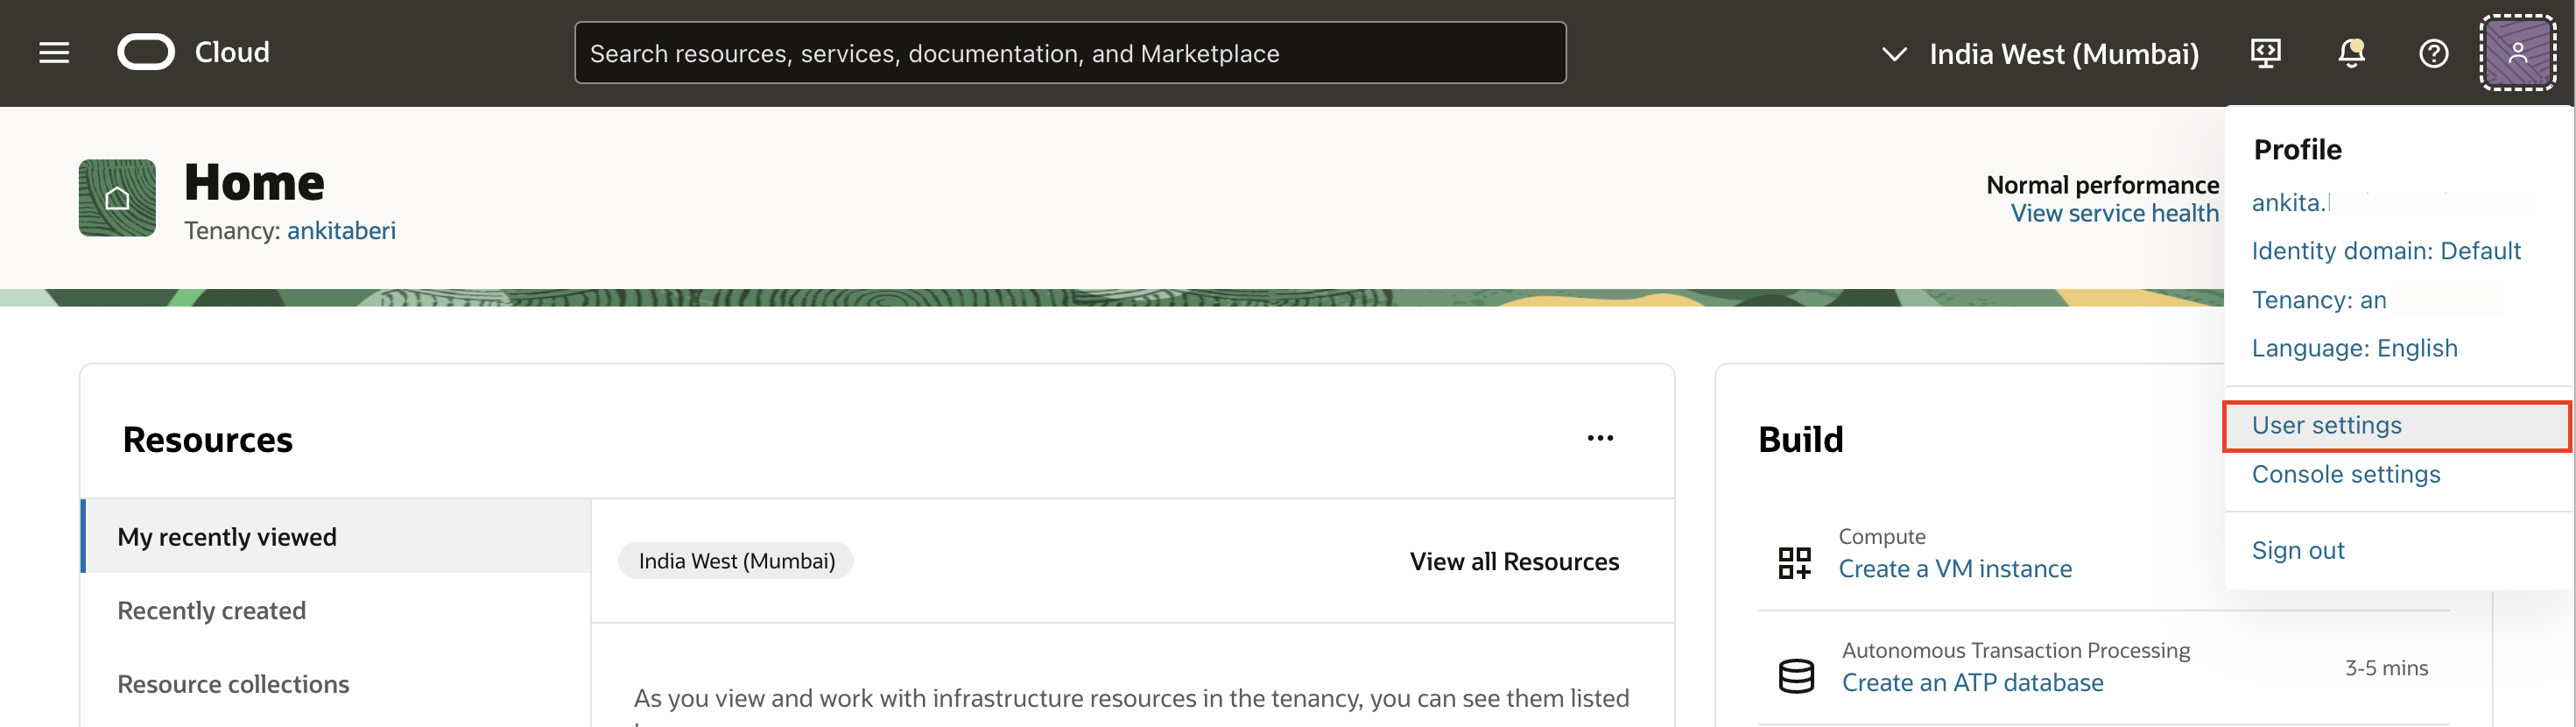 Cloud
Search resources, services, documentation, and Marketplace
India West (Mumbai)
Home
Tenancy: ankitaberi
Normal performance
View service health
Profile
ankita.
Identity domain: Default
Tenancy: an
Language: English
User settings
Console settings
Sign out
Resources
My recently viewed
Recently created
Resource collections
India West (Mumbai)
View all Resources
As you view and work with infrastructure resources in the tenancy, you can see them listed
Build
Compute
Create a VM instance
Autonomous Transaction Processing
Create an ATP database
3-5 mins